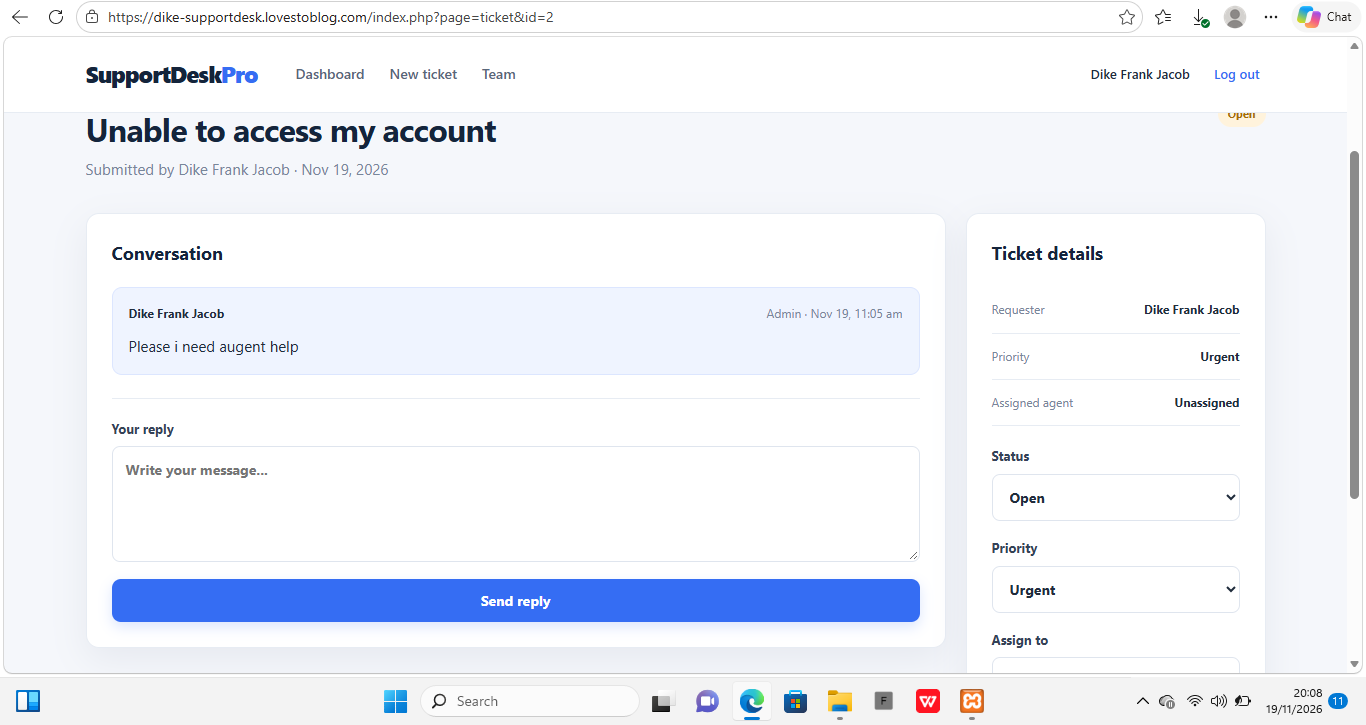 https://dike-supportdesk.lovestoblog.com/index.php?page=ticket&id=2
Chat
SupportDeskPro Dashboard New ticket Team Dike Frank Jacob Log out
Open
Unable to access my account
Submitted by Dike Frank Jacob · Nov 19, 2026
Conversation
Dike Frank Jacob Admin · Nov 19, 11:05 am
Please i need augent help
Your reply
Write your message...
Send reply
Ticket details
Requester Dike Frank Jacob
Priority Urgent
Assigned agent Unassigned
Status
Open
Priority
Urgent
Assign to
Search
F
W
20:08
19/11/2026
11